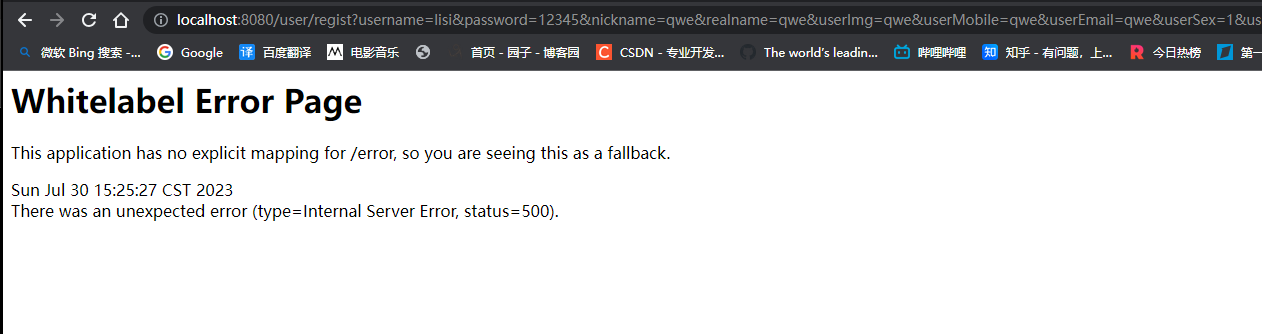 localhost:8080/user/regist?username=lisi&password=12345&nickname=qwe&realname=qwe&userImg=qwe&userMobile=qwe&userEmail=qwe&userSex=1&us
微软 Bing 搜索 -... Google 译 百度翻译 电影音乐 首页 - 园子 - 博客园 C CSDN - 专业开发... The world's leadin... 哔哩哔哩 知 知乎 - 有问题，上... 今日热榜 第一
Whitelabel Error Page
This application has no explicit mapping for /error, so you are seeing this as a fallback.
Sun Jul 30 15:25:27 CST 2023
There was an unexpected error (type=Internal Server Error, status=500).